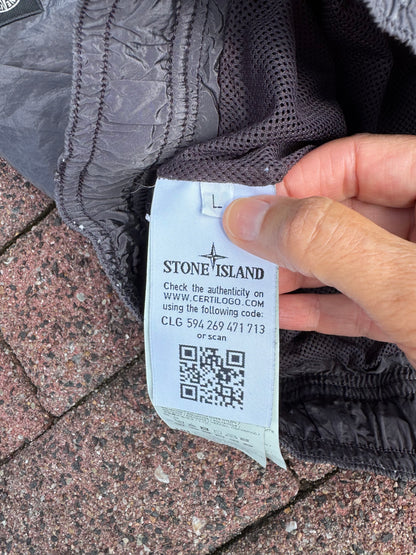 L
STONE ISLAND
Check the authenticity on
WWW.CERTILOGO.COM
using the following code:
CLG 594 269 471 713
or scan